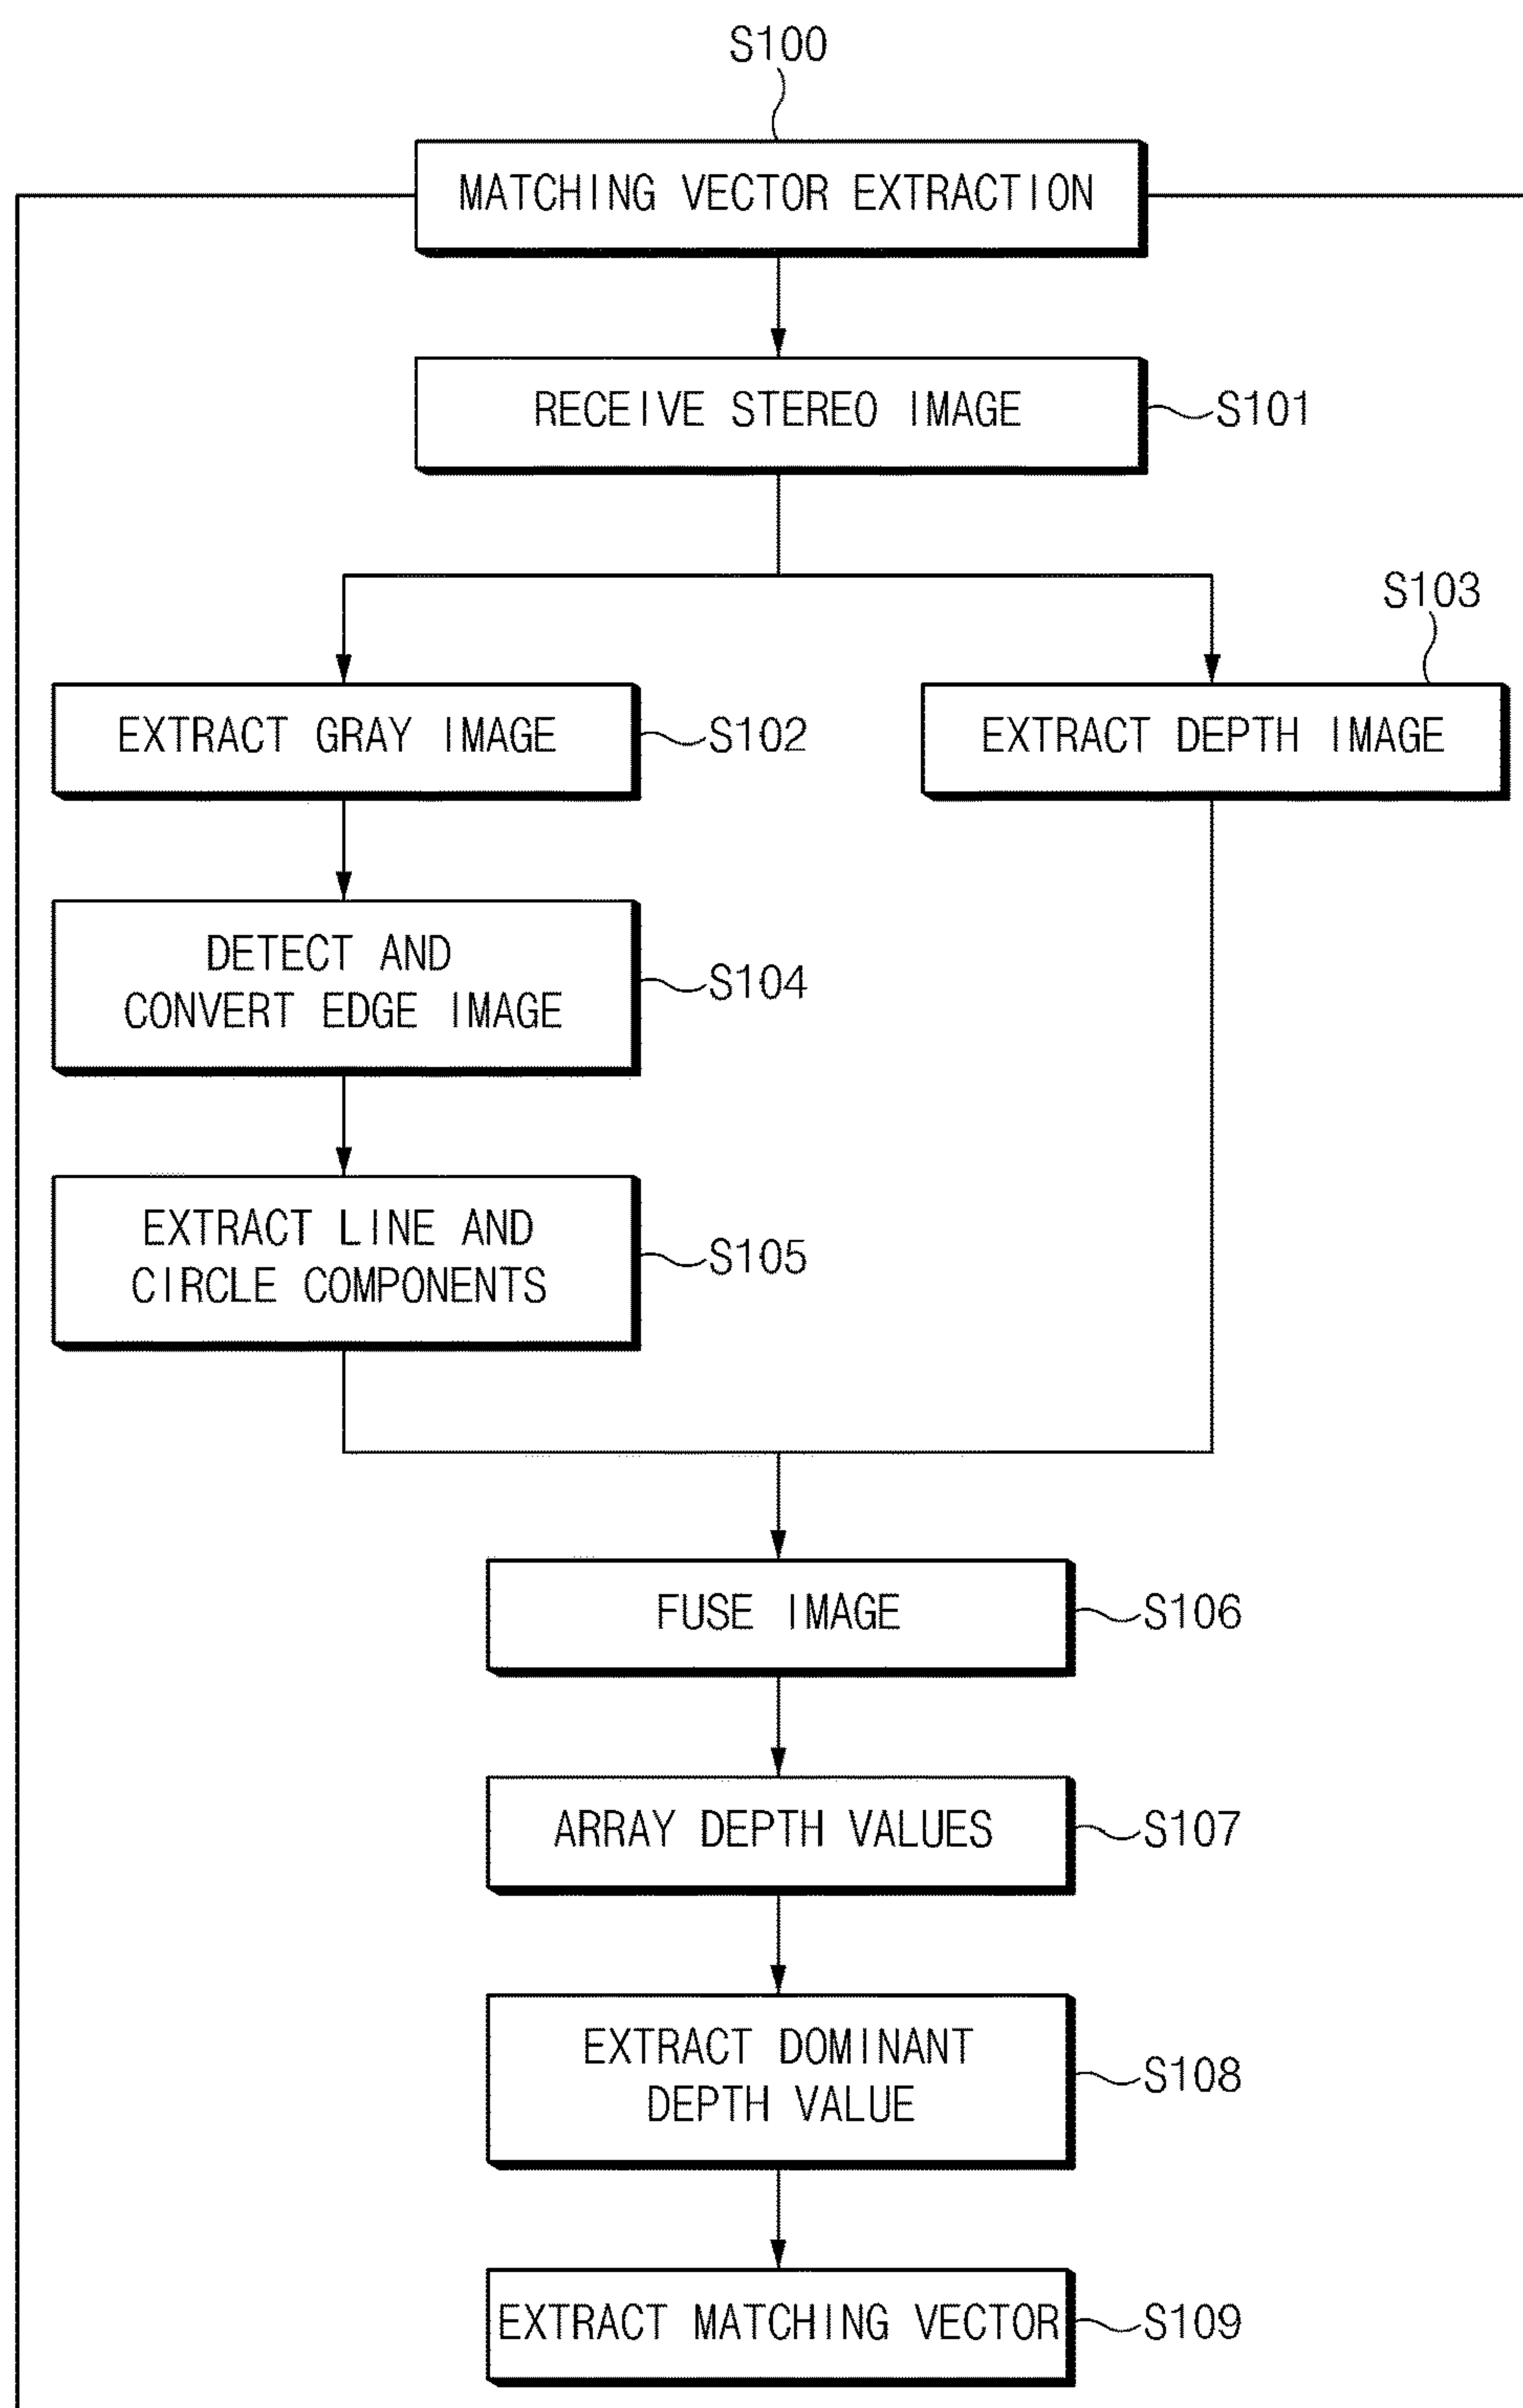 S100
MATCHING VECTOR EXTRACTION
RECEIVE STEREO IMAGE
S101
S103
EXTRACT GRAY IMAGE
S102
EXTRACT DEPTH IMAGE
DETECT AND
CONVERT EDGE IMAGE
S104
EXTRACT LINE AND
CIRCLE COMPONENTS
S105
FUSE IMAGE
S106
ARRAY DEPTH VALUES
S107
EXTRACT DOMINANT
DEPTH VALUE
S108
EXTRACT MATCHING VECTOR
S109